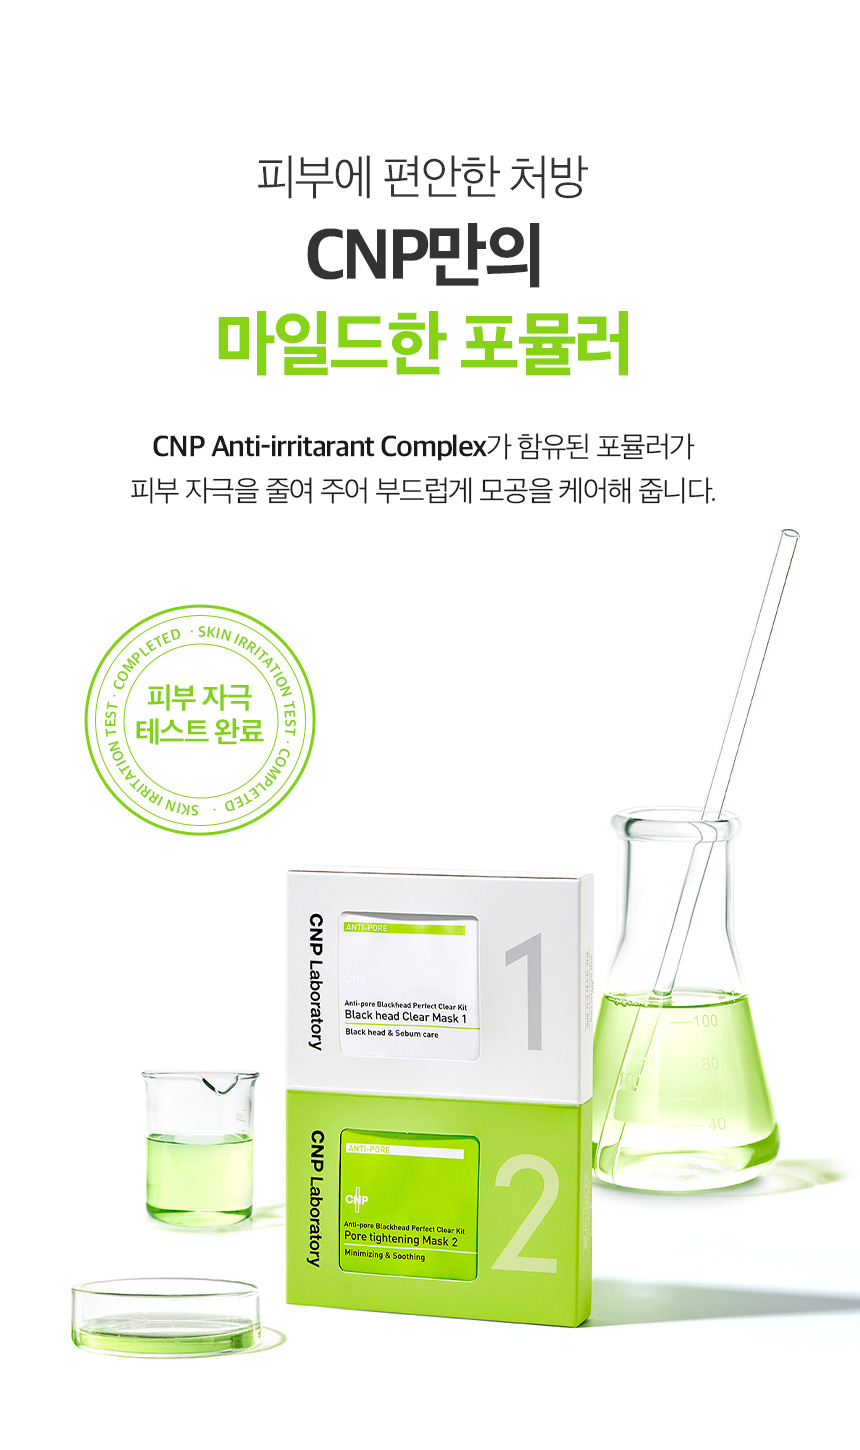 피부에 편안한 처방
CNP만의
마일드한 포뮬러
CNP Anti-irritarant Complex가 함유된 포뮬러가
피부 자극을 줄여 주어 부드럽게 모공을 케어해 줍니다.
· SKIN IRRITATION TEST · COMPLETED · SKIN IRRITATION TEST · COMPLETED
피부 자극
테스트 완료
CNP Laboratory
ANTI-PORE
CNP
Anti-pore Blackhead Perfect Clear Kit
Black head Clear Mask 1
Black head & Sebum care
1
CNP Laboratory
ANTI-PORE
CNP
Anti-pore Blackhead Perfect Clear Kit
Pore tightening Mask 2
Minimizing & Soothing
2
100
80
40